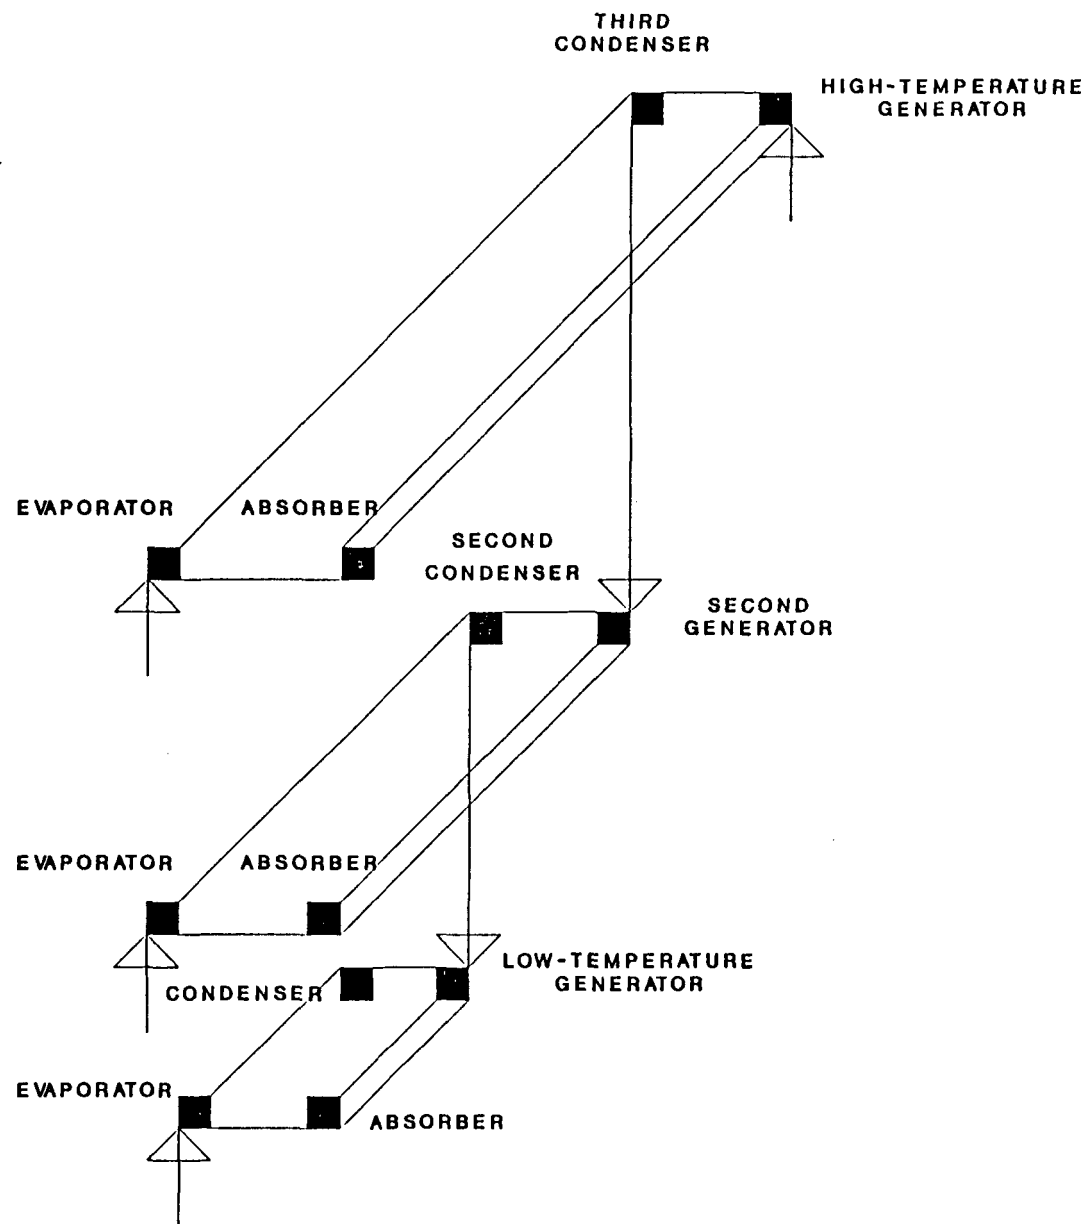 THIRD
CONDENSER
HIGH-TEMPERATURE
GENERATOR
EVAPORATOR
ABSORBER
SECOND
CONDENSER
SECOND
GENERATOR
EVAPORATOR
ABSORBER
LOW-TEMPERATURE
GENERATOR
CONDENSER
EVAPORATOR
ABSORBER